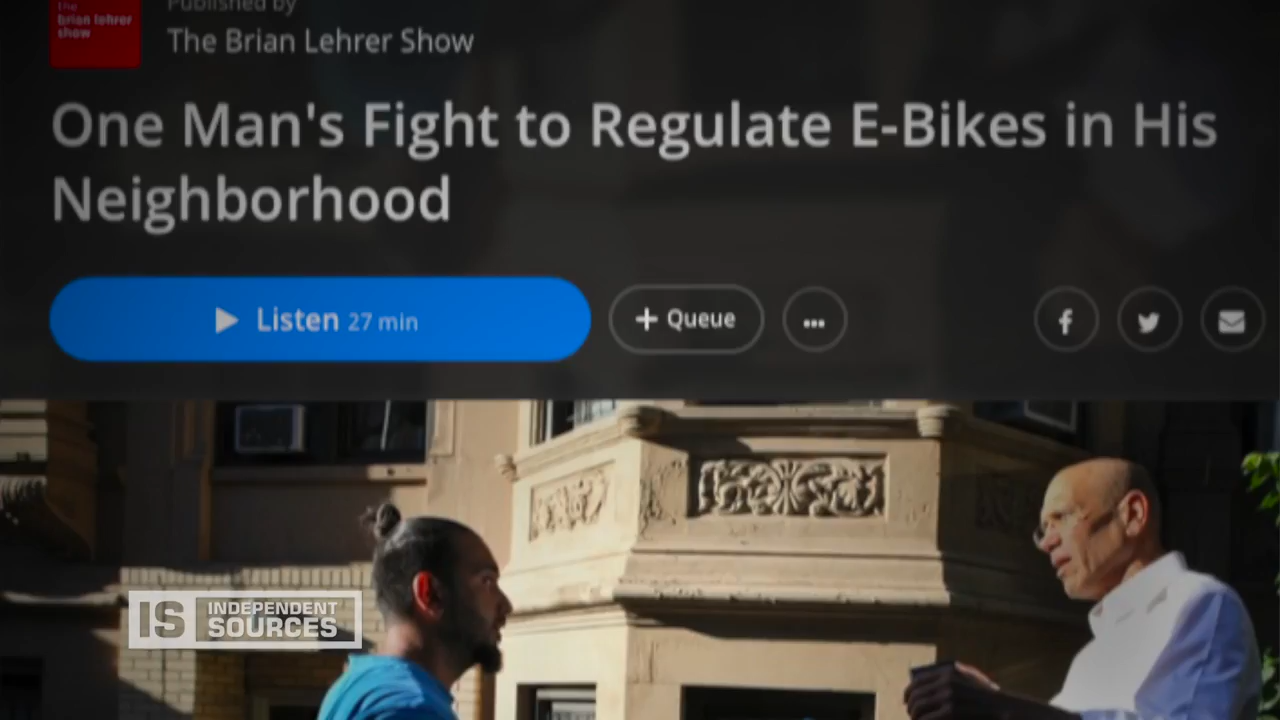 Published by
the
brian lehrer
show
The Brian Lehrer Show
One Man's Fight to Regulate E-Bikes in His
Neighborhood
Listen 27 min
+ Queue
IS INDEPENDENT
SOURCES